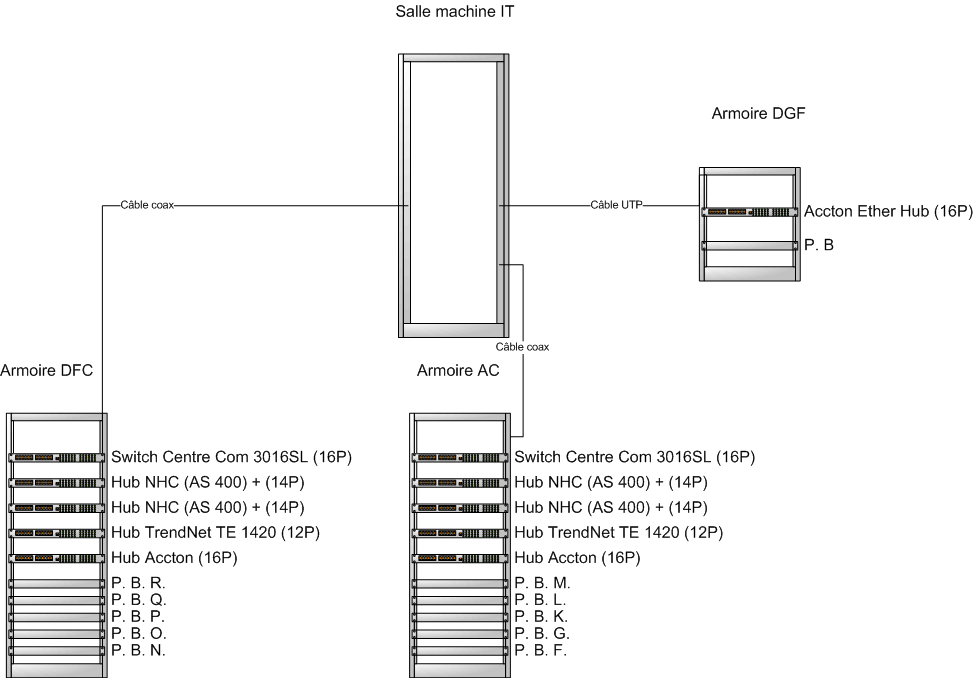 Salle machine IT
Armoire DGF
Câble coax
Câble UTP
Accton Ether Hub (16P)
P. B
Câble coax
Armoire DFC
Armoire AC
Switch Centre Com 3016SL (16P)
Hub NHC (AS 400) + (14P)
Hub NHC (AS 400) + (14P)
Hub TrendNet TE 1420 (12P)
Hub Accton (16P)
P. B. R.
P. B. Q.
P. B. P.
P. B. O.
P. B. N.
Switch Centre Com 3016SL (16P)
Hub NHC (AS 400) + (14P)
Hub NHC (AS 400) + (14P)
Hub TrendNet TE 1420 (12P)
Hub Accton (16P)
P. B. M.
P. B. L.
P. B. K.
P. B. G.
P. B. F.